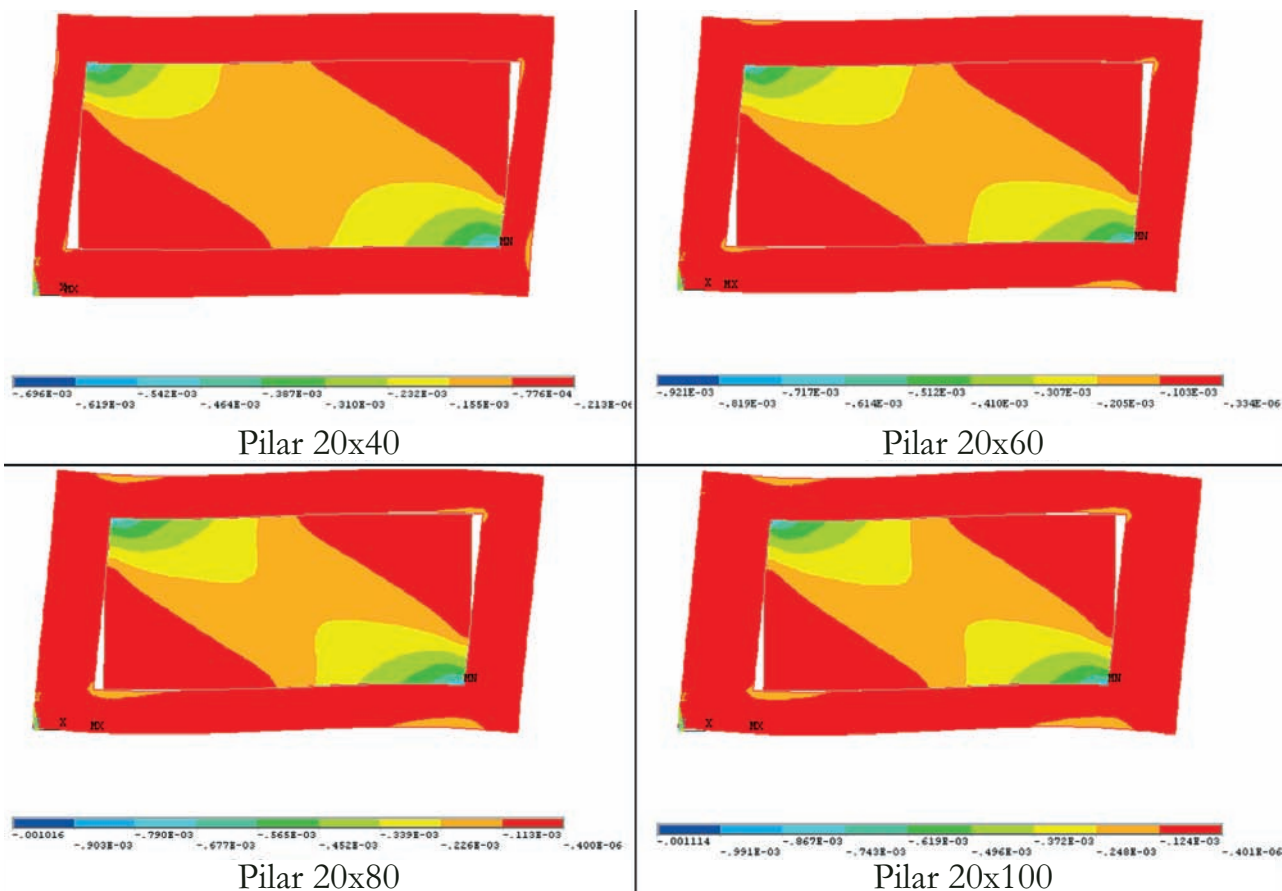 MN
X MX
-.696E-03 -.542E-03 -.387E-03 -.232E-03 -.776E-04
-.619E-03 -.464E-03 -.310E-03 -.155E-03 -.213E-06
Pilar 20x40
MN
X MX
-.921E-03 -.717E-03 -.512E-03 -.307E-03 -.103E-03
-.819E-03 -.614E-03 -.410E-03 -.205E-03 -.334E-06
Pilar 20x60
MN
X MX
-.001016 -.790E-03 -.565E-03 -.339E-03 -.113E-03
-.903E-03 -.677E-03 -.452E-03 -.226E-03 -.400E-06
Pilar 20x80
MN
X MX
-.001114 -.867E-03 -.619E-03 -.372E-03 -.124E-03
-.991E-03 -.743E-03 -.496E-03 -.248E-03 -.401E-06
Pilar 20x100